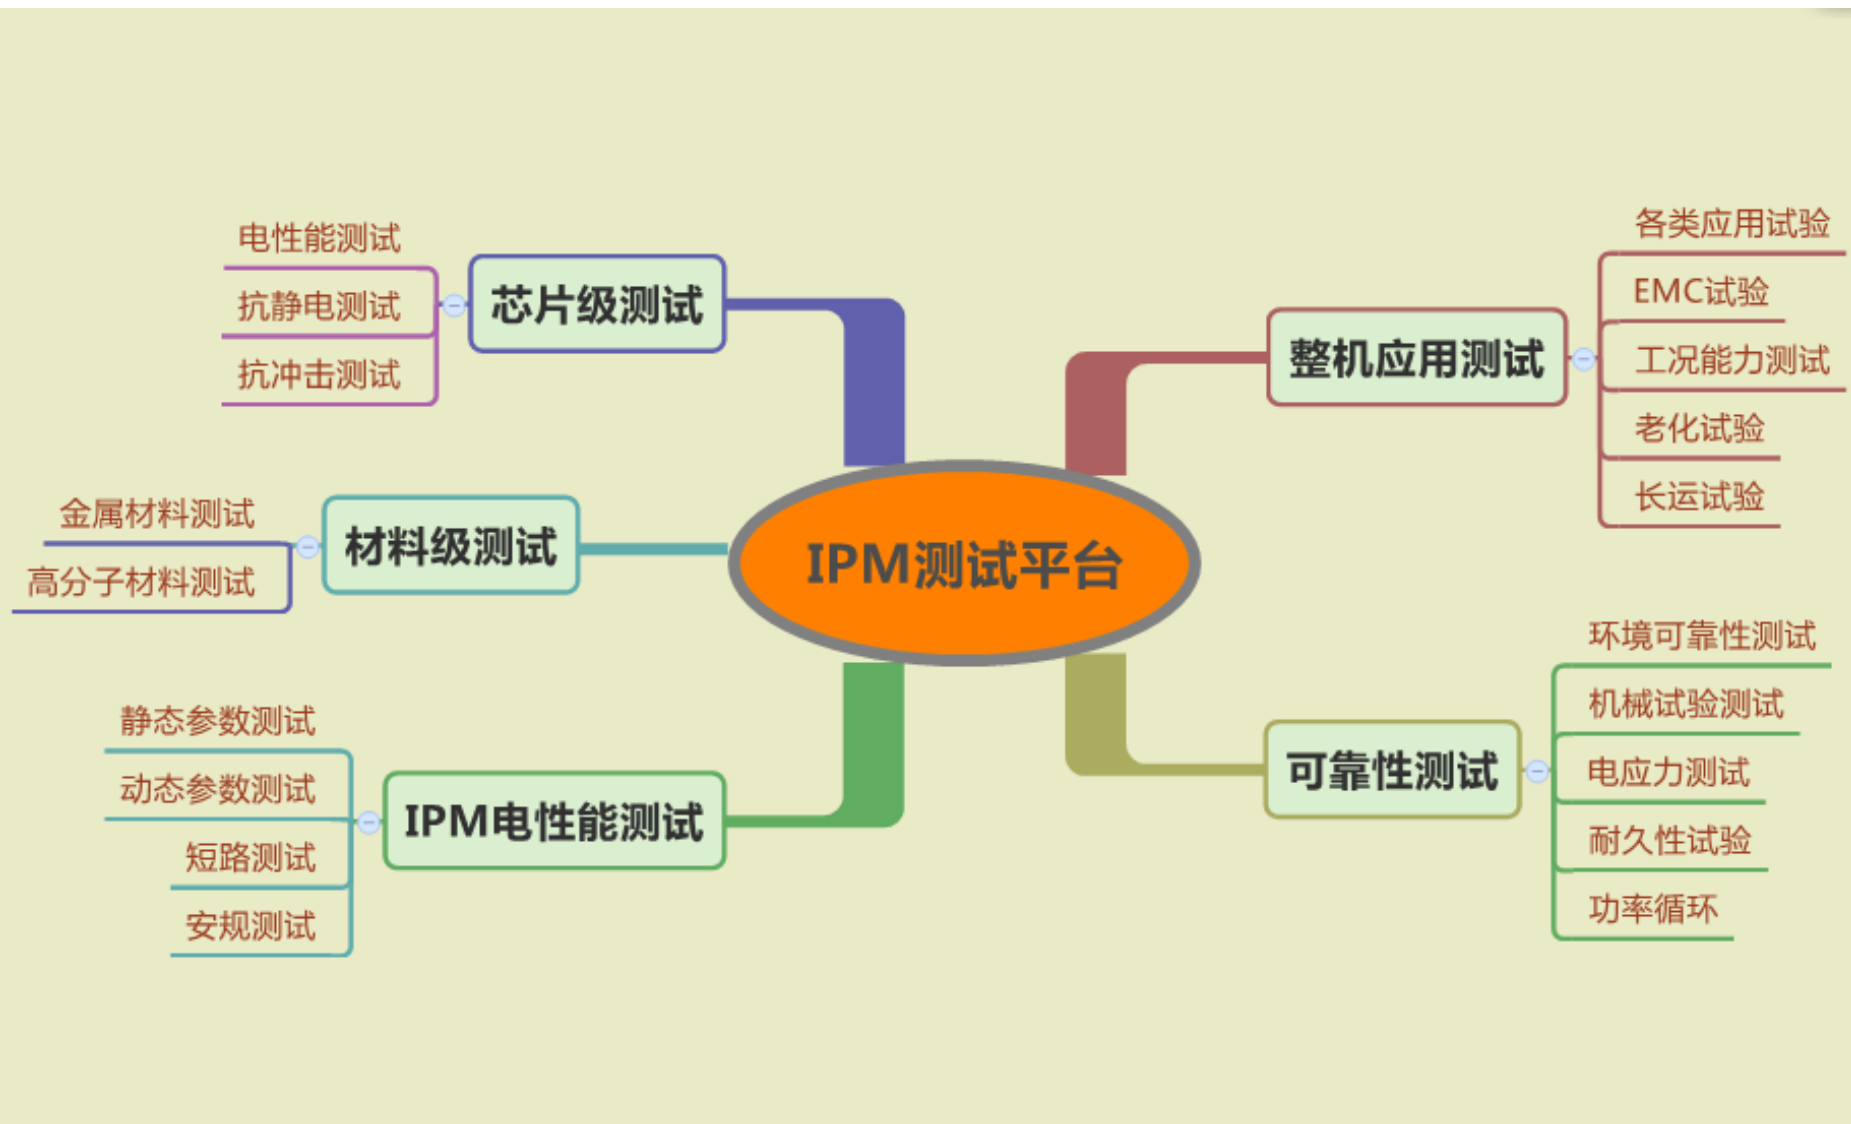 电性能测试
抗静电测试
抗冲击测试
芯片级测试
金属材料测试
高分子材料测试
材料级测试
静态参数测试
动态参数测试
短路测试
安规测试
IPM电性能测试
IPM测试平台
整机应用测试
各类应用试验
EMC试验
工况能力测试
老化试验
长运试验
可靠性测试
环境可靠性测试
机械试验测试
电应力测试
耐久性试验
功率循环